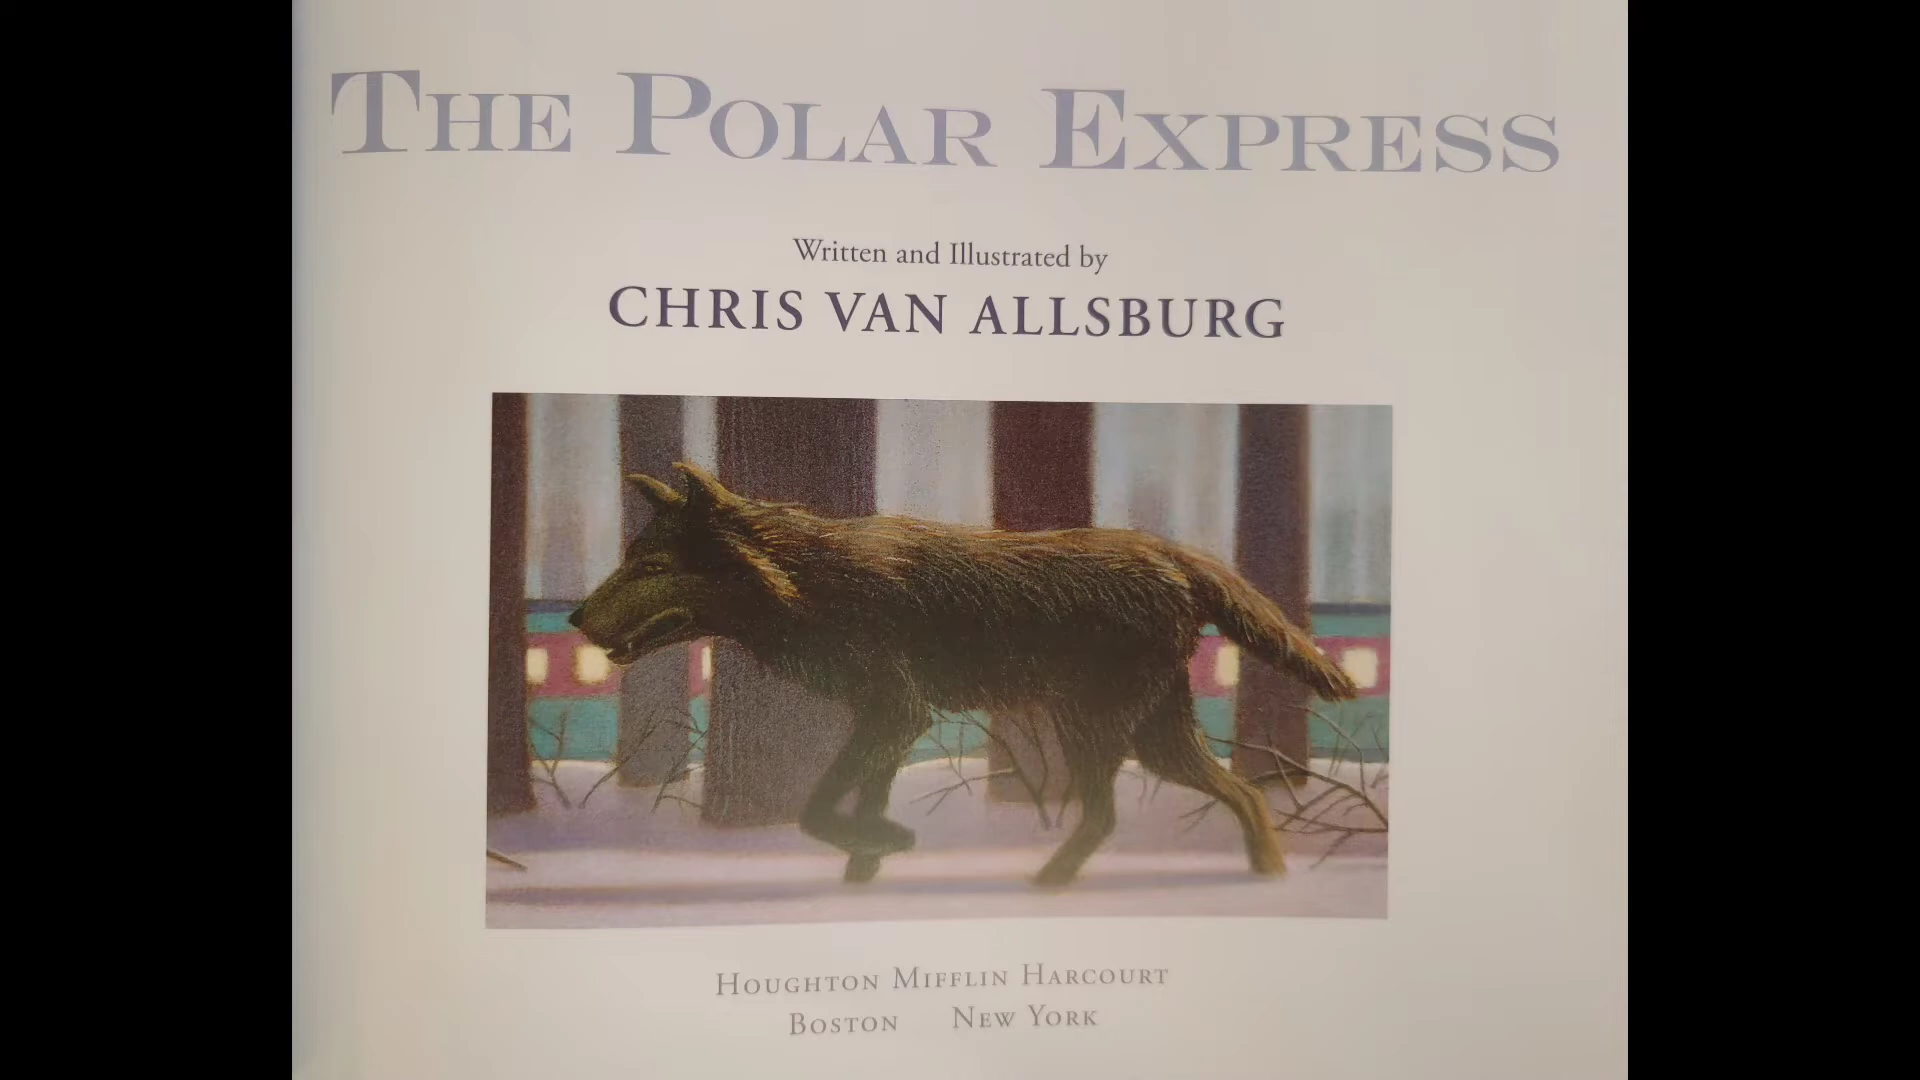 THE POLAR EXPRESS
Written and Illustrated by
CHRIS VAN ALLSBURG
HOUGHTON MIFFLIN HARCOURT
BOSTON NEW YORK